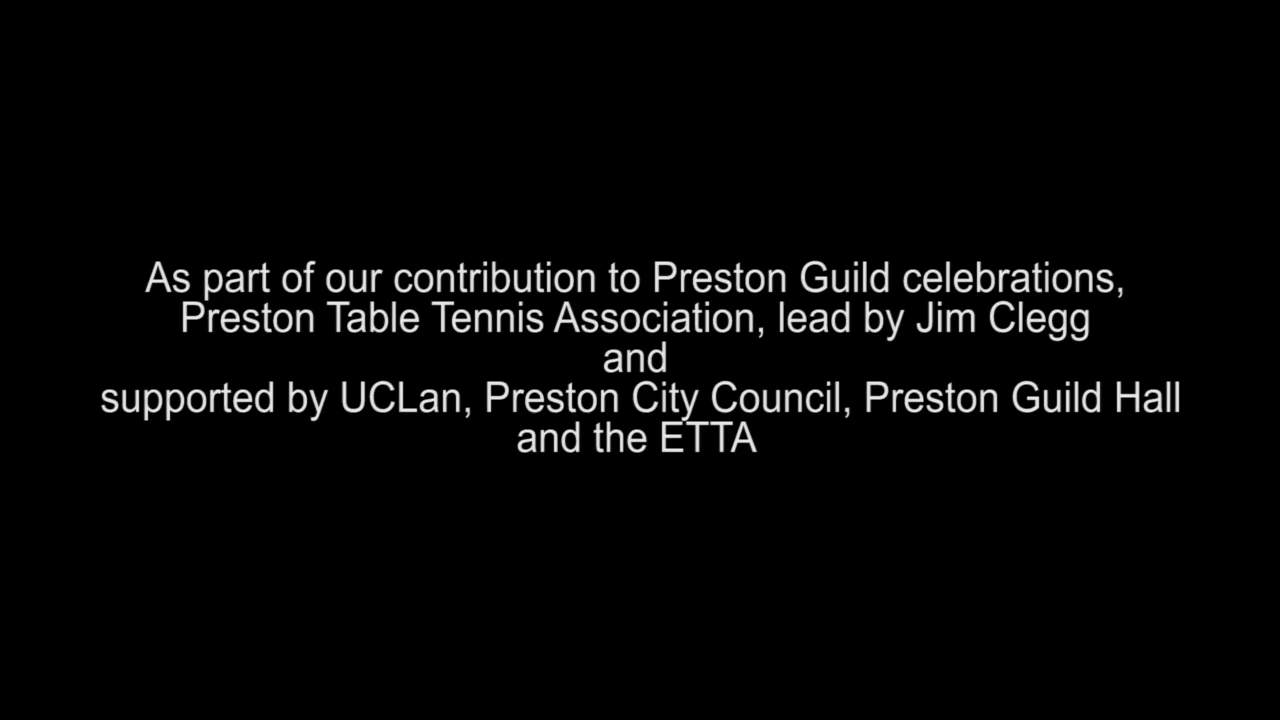 As part of our contribution to Preston Guild celebrations,
Preston Table Tennis Association, lead by Jim Clegg
and
supported by UCLan, Preston City Council, Preston Guild Hall
and the ETTA